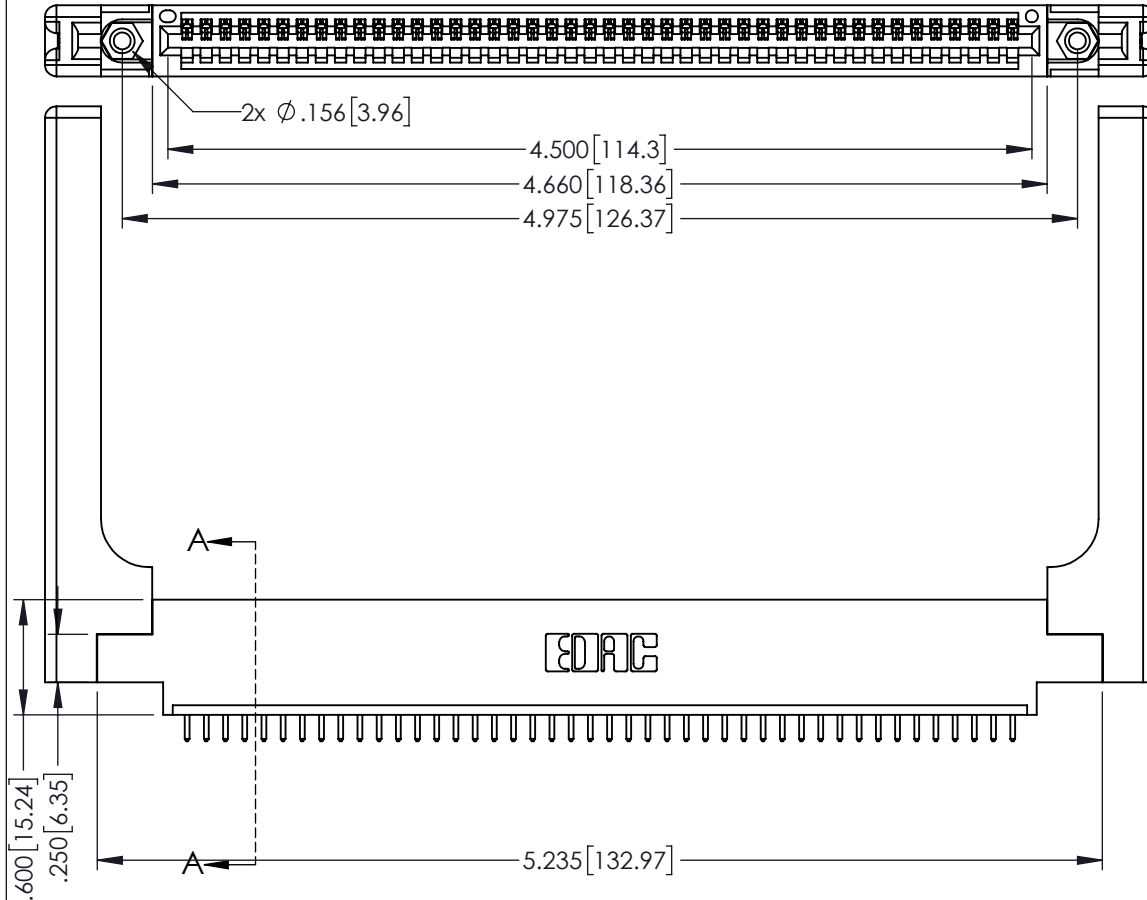 2x ⌀ .156[3.96]
4.500[114.3]
4.660[118.36]
4.975[126.37]
A
EDAC
.600[15.24]
.250[6.35]
A
5.235[132.97]